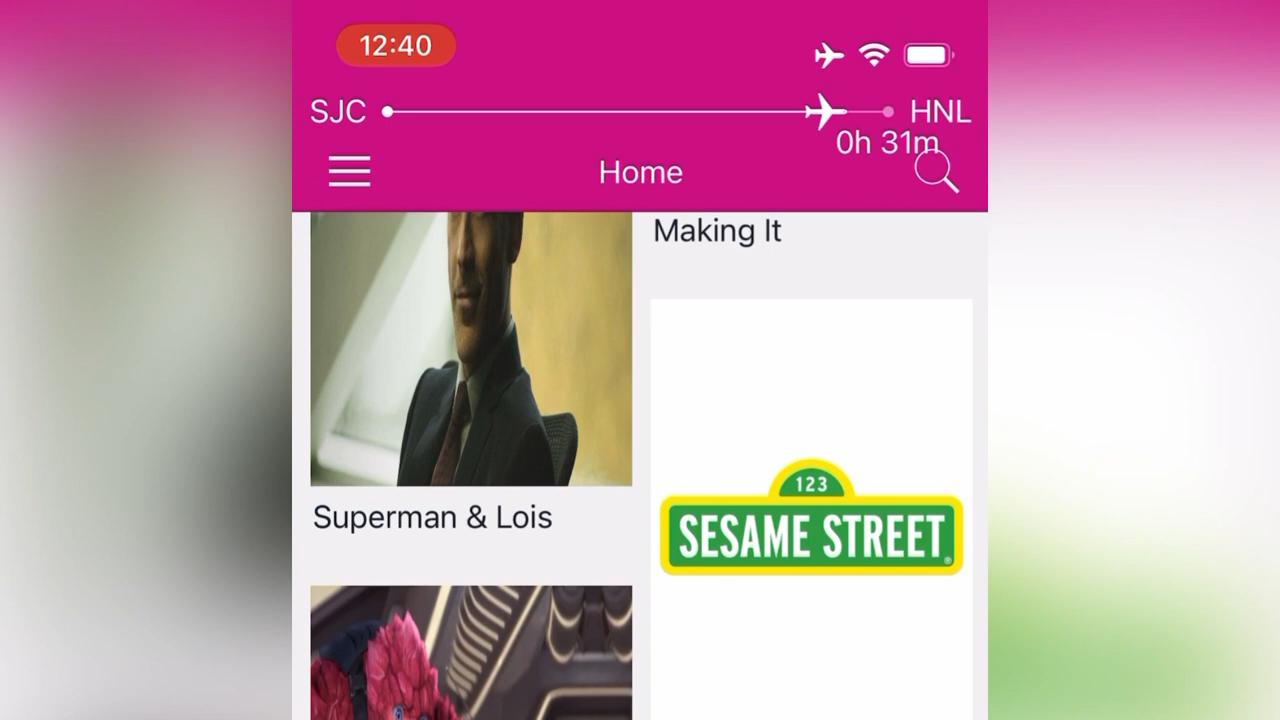 12:40
SJC
HNL
0h 31m
Home
Making It
Superman & Lois
123
SESAME STREET